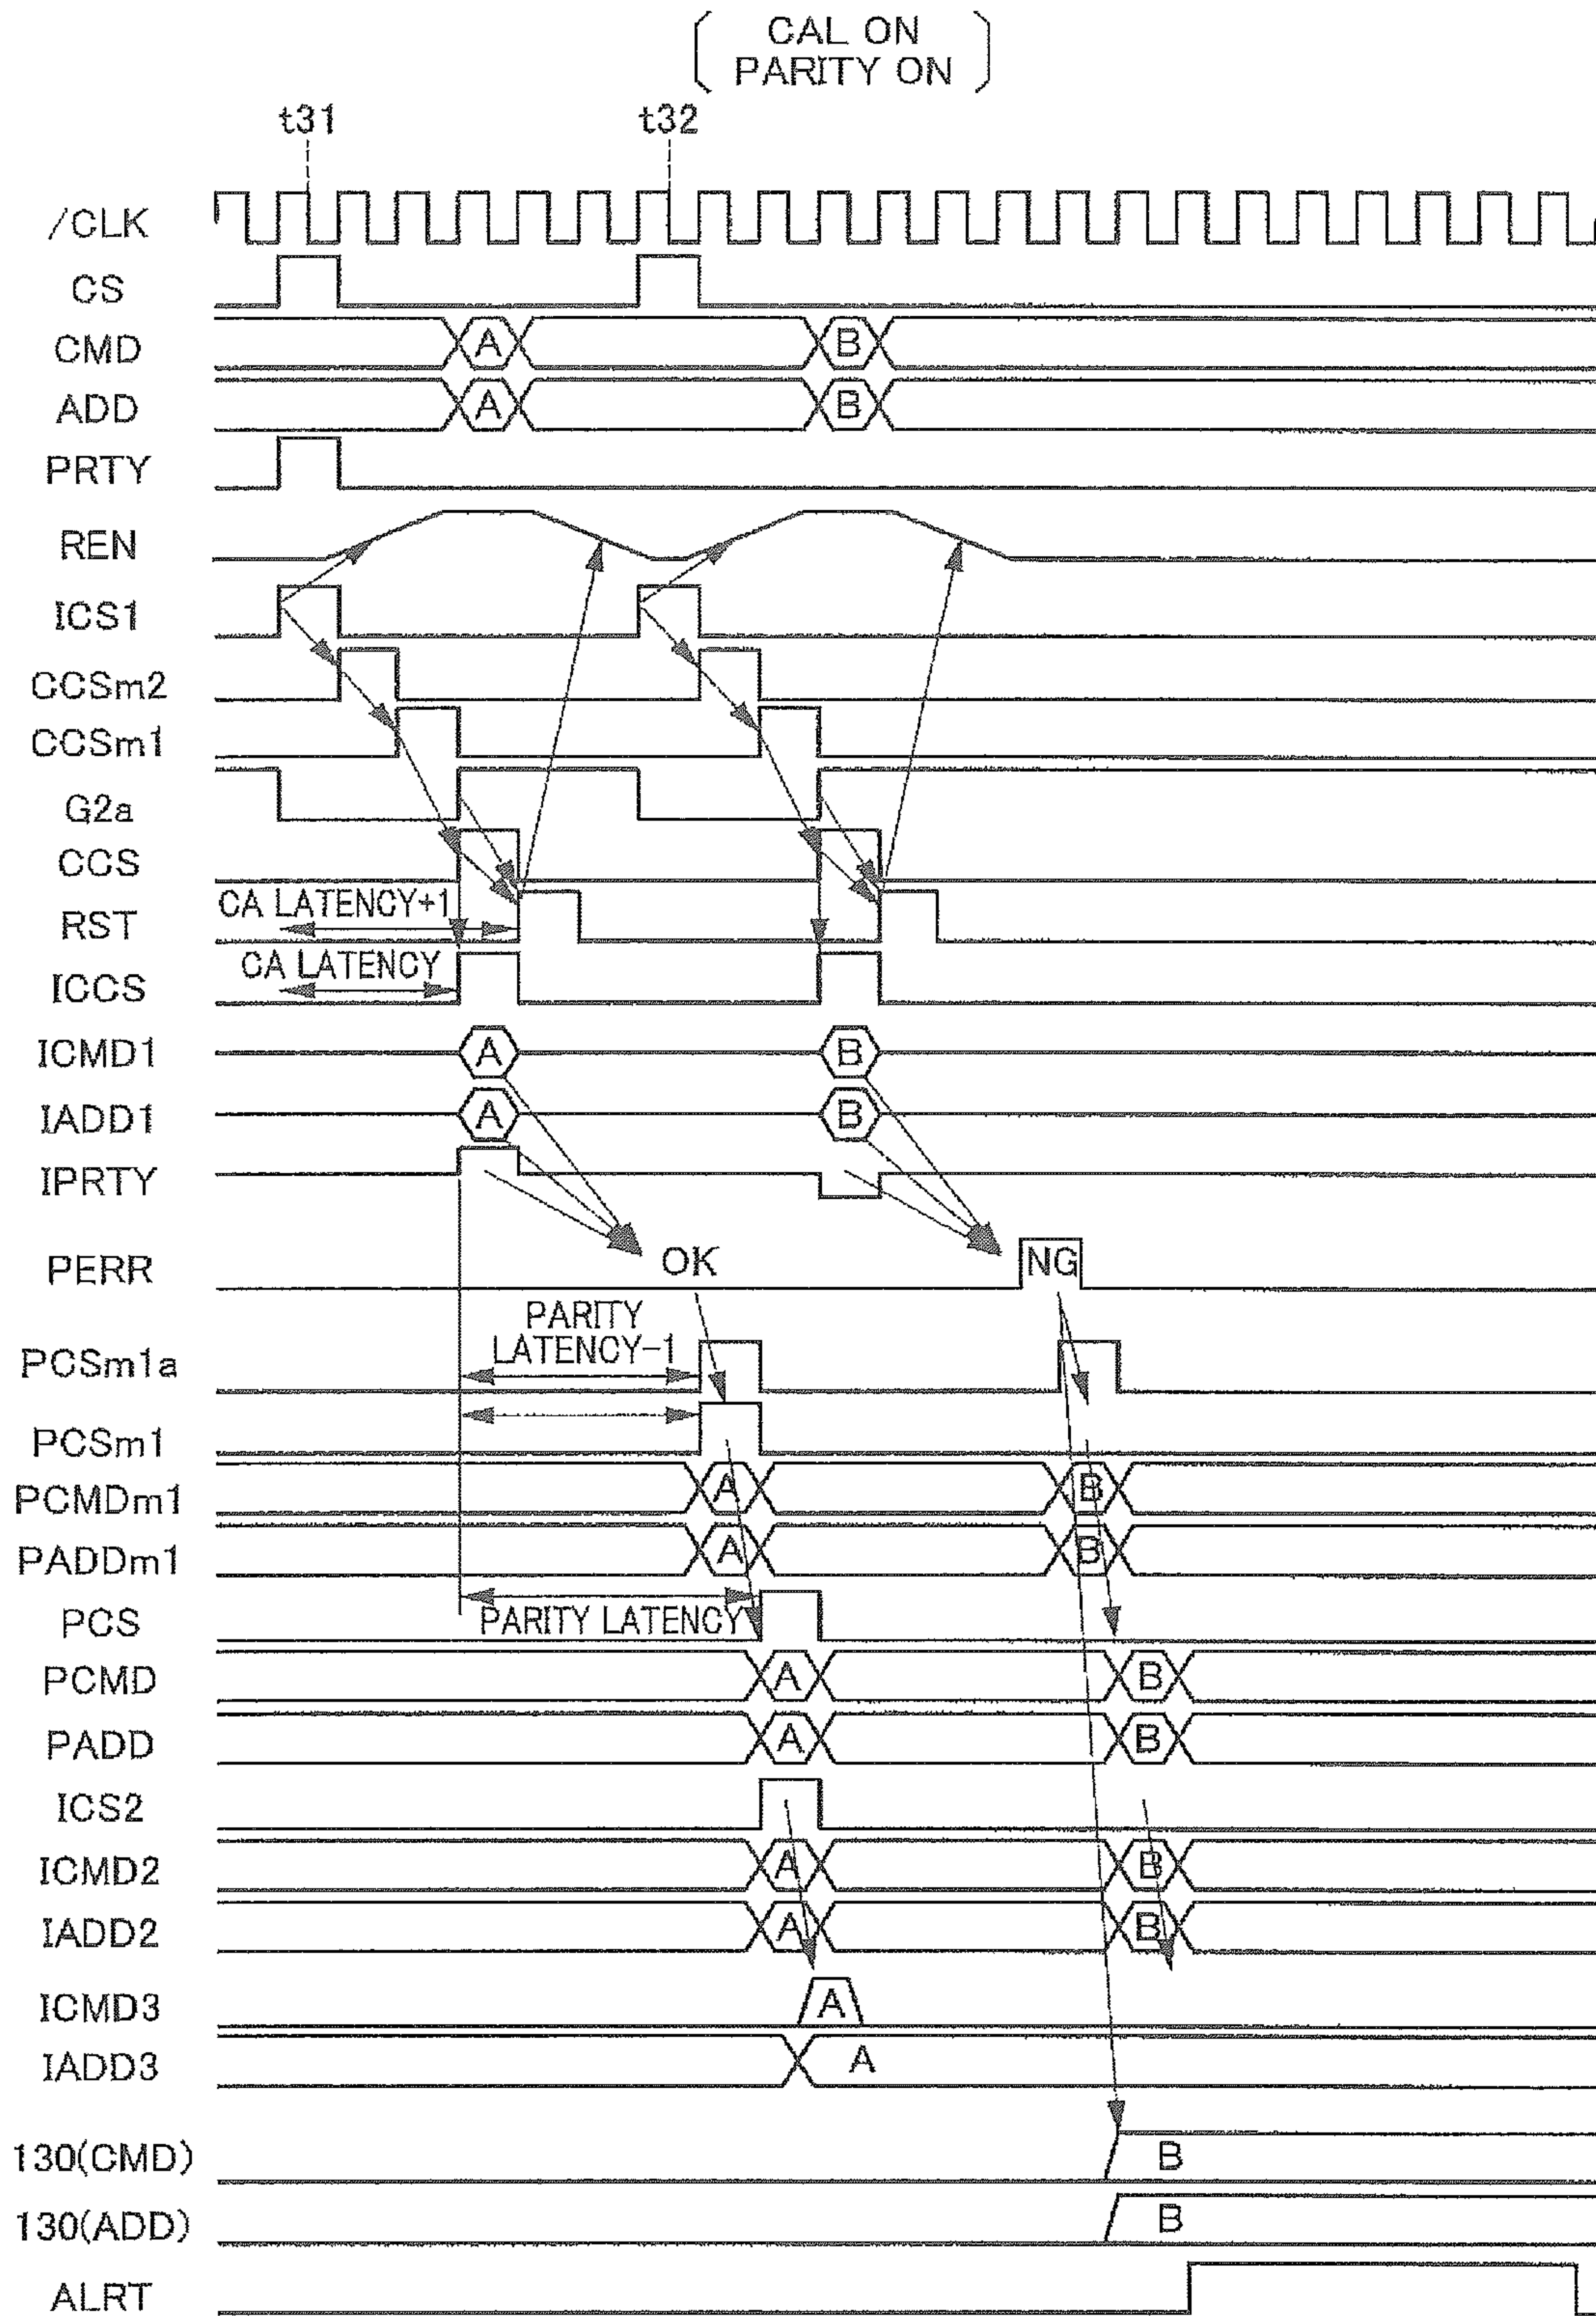 CAL ON
PARITY ON
t31 t32
/CLK
CS
CMD A B
ADD A B
PRTY
REN
ICS1
CCSm2
CCSm1
G2a
CCS
CA LATENCY+1
RST
CA LATENCY
ICCS
ICMD1 A B
IADD1 A B
IPRTY
PERR OK NG
PARITY
LATENCY-1
PCSm1a
PCSm1
PCMDm1 A B
PADDm1 A B
PCS PARITY LATENCY
PCMD A B
PADD A B
ICS2
ICMD2 A B
IADD2 A B
ICMD3 A
IADD3 A
130(CMD) B
130(ADD) B
ALRT